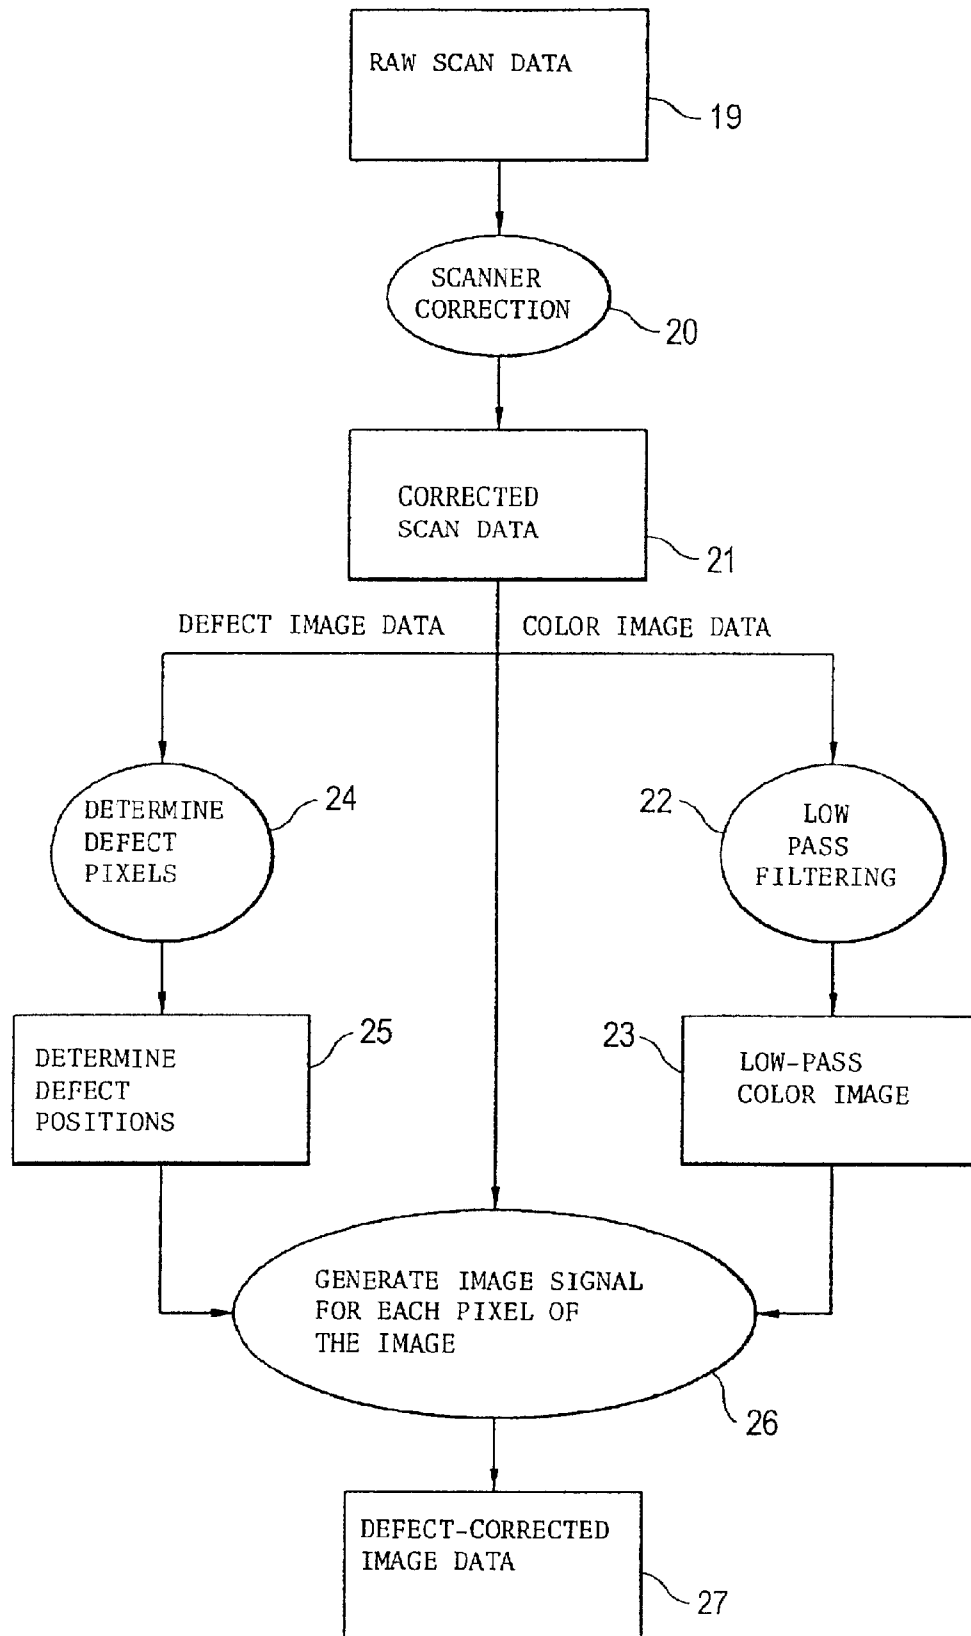 RAW SCAN DATA
19
SCANNER
CORRECTION
20
CORRECTED
SCAN DATA
21
DEFECT IMAGE DATA
COLOR IMAGE DATA
DETERMINE
DEFECT
PIXELS
24
22
LOW
PASS
FILTERING
DETERMINE
DEFECT
POSITIONS
25
23
LOW-PASS
COLOR IMAGE
GENERATE IMAGE SIGNAL
FOR EACH PIXEL OF
THE IMAGE
26
DEFECT-CORRECTED
IMAGE DATA
27